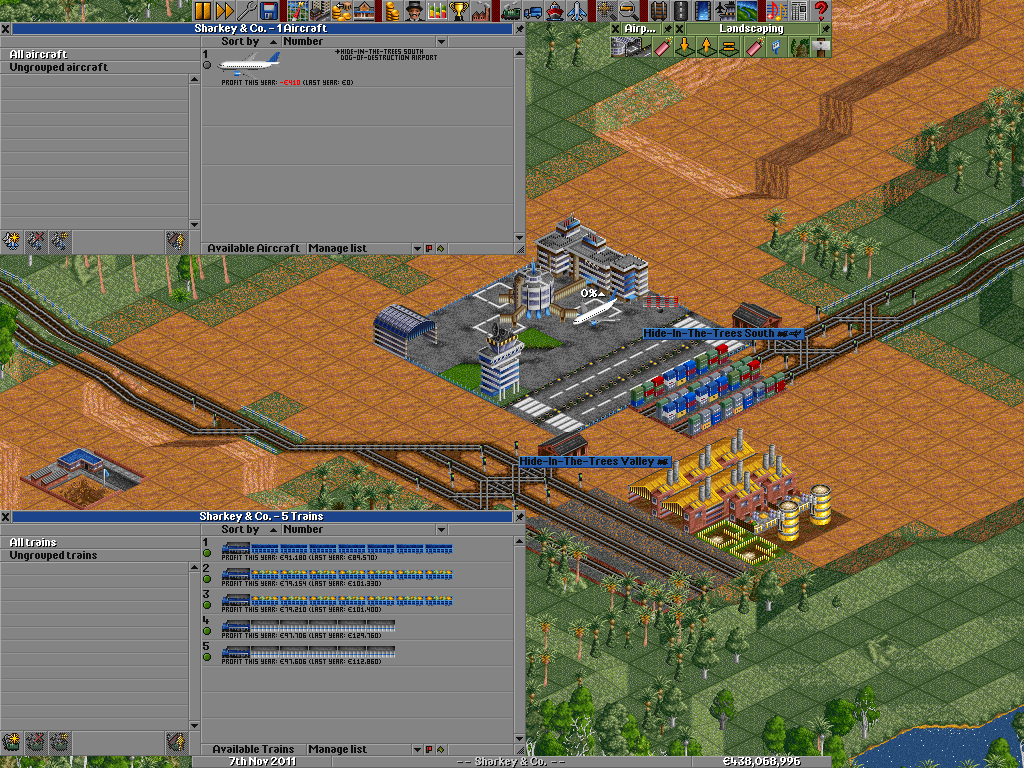 Sharkey & Co. - 1 Aircraft
Sort by
Number
All aircraft
Ungrouped aircraft
1
HIDE-IN-THE-TREES SOUTH
DOG-OF-DESTRUCTION AIRPORT
PROFIT THIS YEAR: -€410 (LAST YEAR: €0)
Available Aircraft
Manage list
Airp...
Landscaping
0%
Hide-In-The-Trees South
Hide-In-The-Trees Valley
Sharkey & Co. - 5 Trains
Sort by
Number
All trains
Ungrouped trains
1
PROFIT THIS YEAR: €91,180 (LAST YEAR: €89,570)
2
PROFIT THIS YEAR: €79,154 (LAST YEAR: €101,330)
3
PROFIT THIS YEAR: €79,210 (LAST YEAR: €101,400)
4
PROFIT THIS YEAR: €97,706 (LAST YEAR: €129,760)
5
PROFIT THIS YEAR: €97,606 (LAST YEAR: €112,860)
Available Trains
Manage list
7th Nov 2011
-- Sharkey & Co. --
€438,068,996